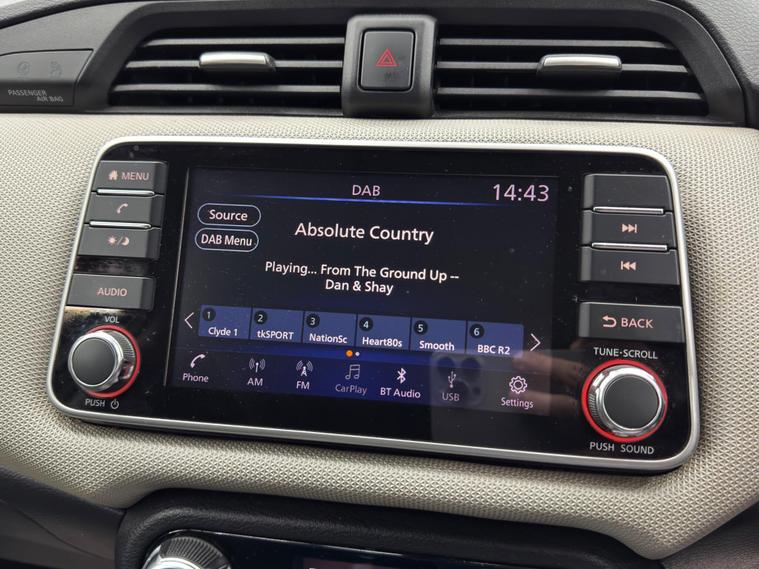 PASSENGER
AIR BAG
MENU
AUDIO
VOL
PUSH
DAB
14:43
Source
DAB Menu
Absolute Country
Playing... From The Ground Up --
Dan & Shay
1
Clyde 1
2
tkSPORT
3
NationSc
4
Heart80s
5
Smooth
6
BBC R2
Phone
AM
FM
CarPlay
BT Audio
USB
Settings
BACK
TUNE·SCROLL
PUSH SOUND